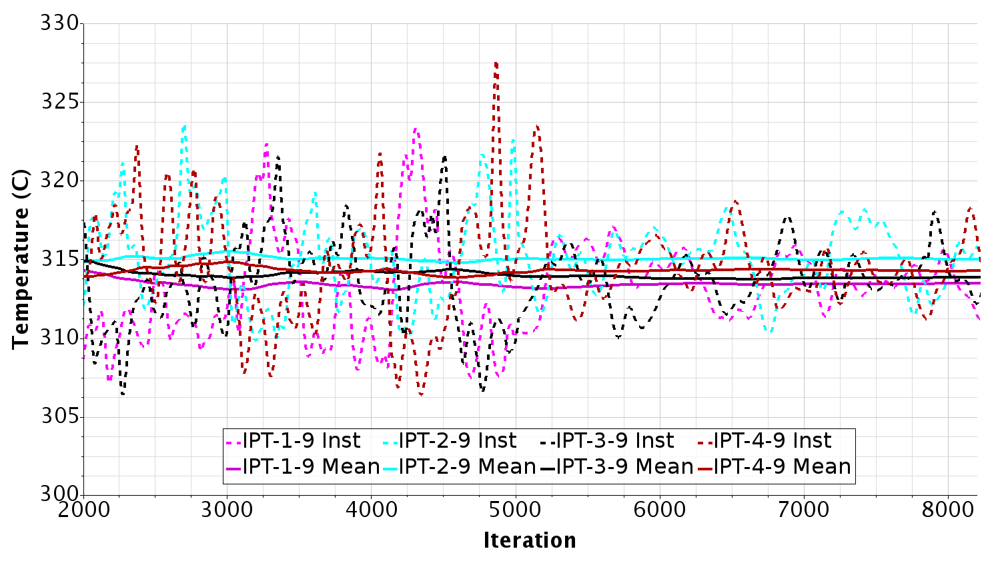 330
325
320
315
310
305
300
Temperature (C)
IPT-1-9 Inst IPT-2-9 Inst IPT-3-9 Inst IPT-4-9 Inst
IPT-1-9 Mean IPT-2-9 Mean IPT-3-9 Mean IPT-4-9 Mean
2000 3000 4000 5000 6000 7000 8000
Iteration